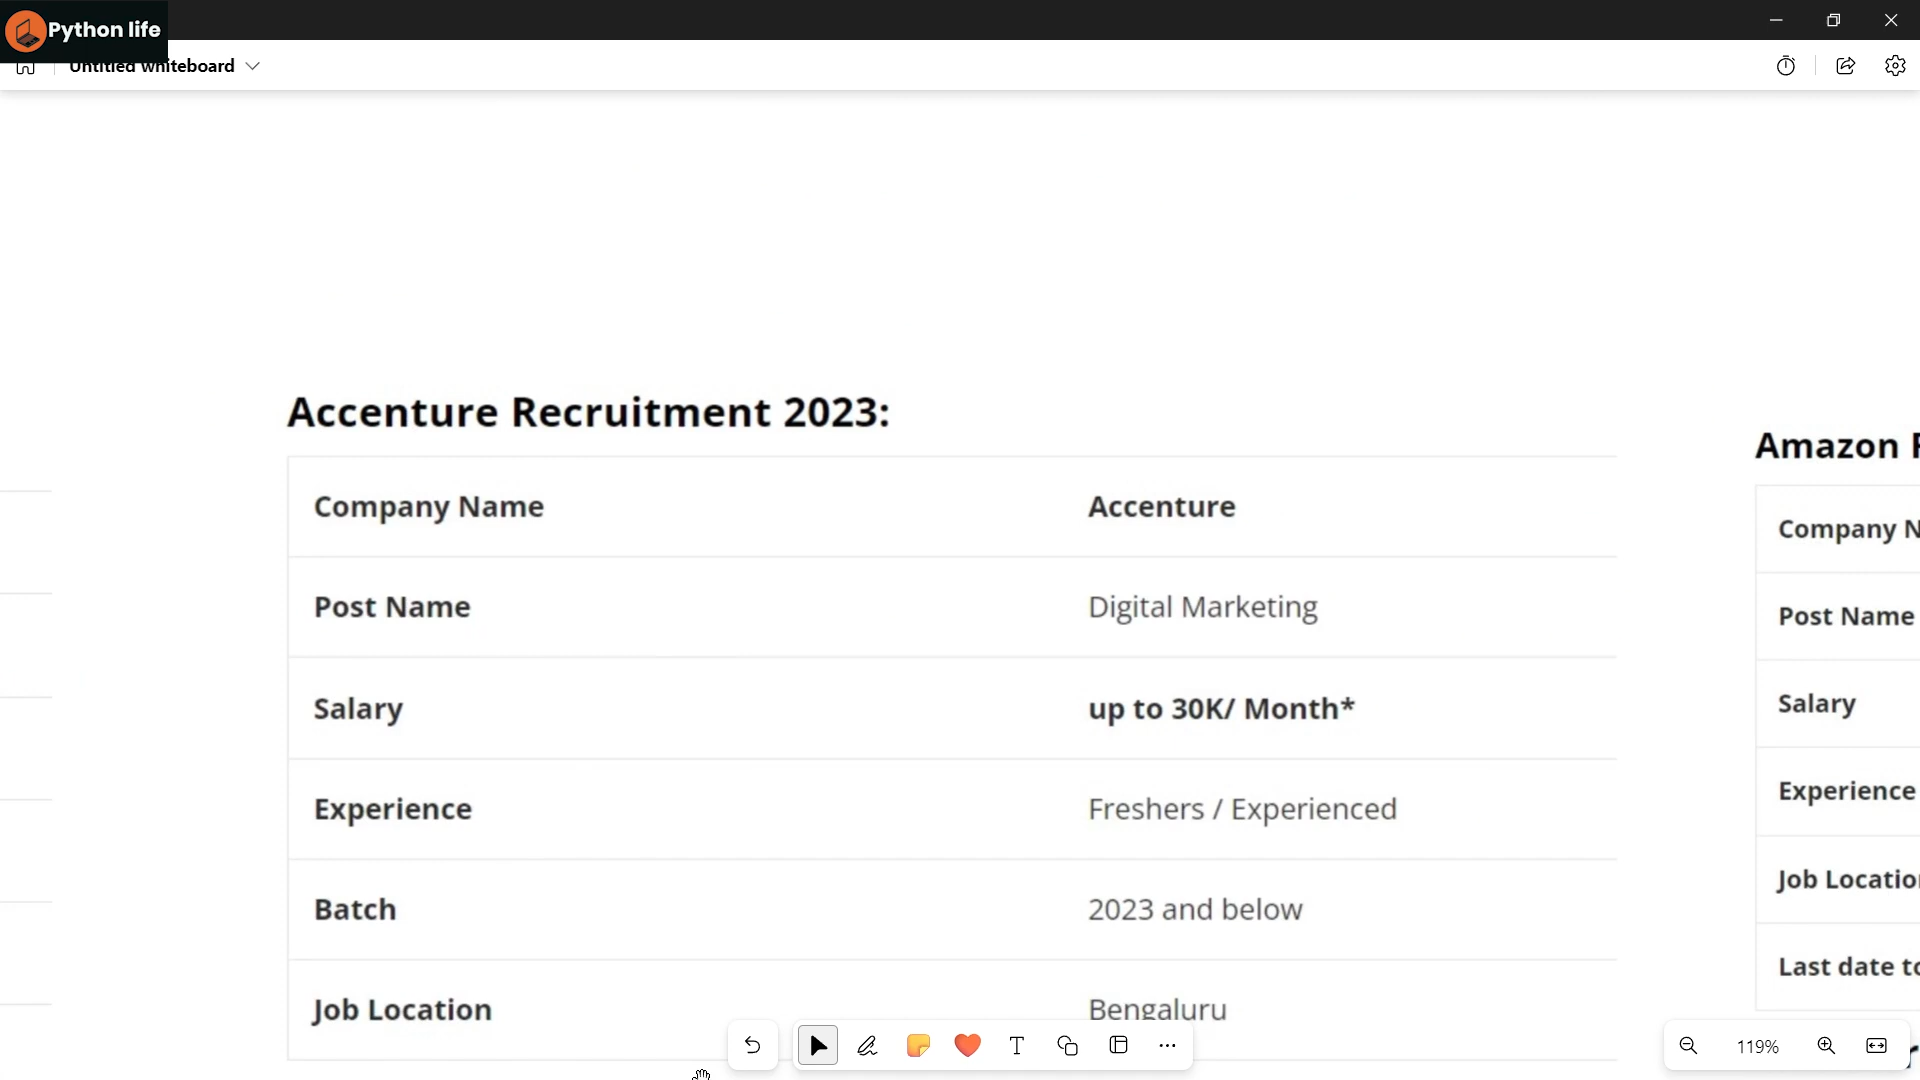 Python life
Untitled whiteboard
Accenture Recruitment 2023:
Company Name Accenture
Post Name Digital Marketing
Salary up to 30K/ Month*
Experience Freshers / Experienced
Batch 2023 and below
Job Location Bengaluru
Amazon
Company N
Post Name
Salary
Experience
Job Locatio
Last date to
119%